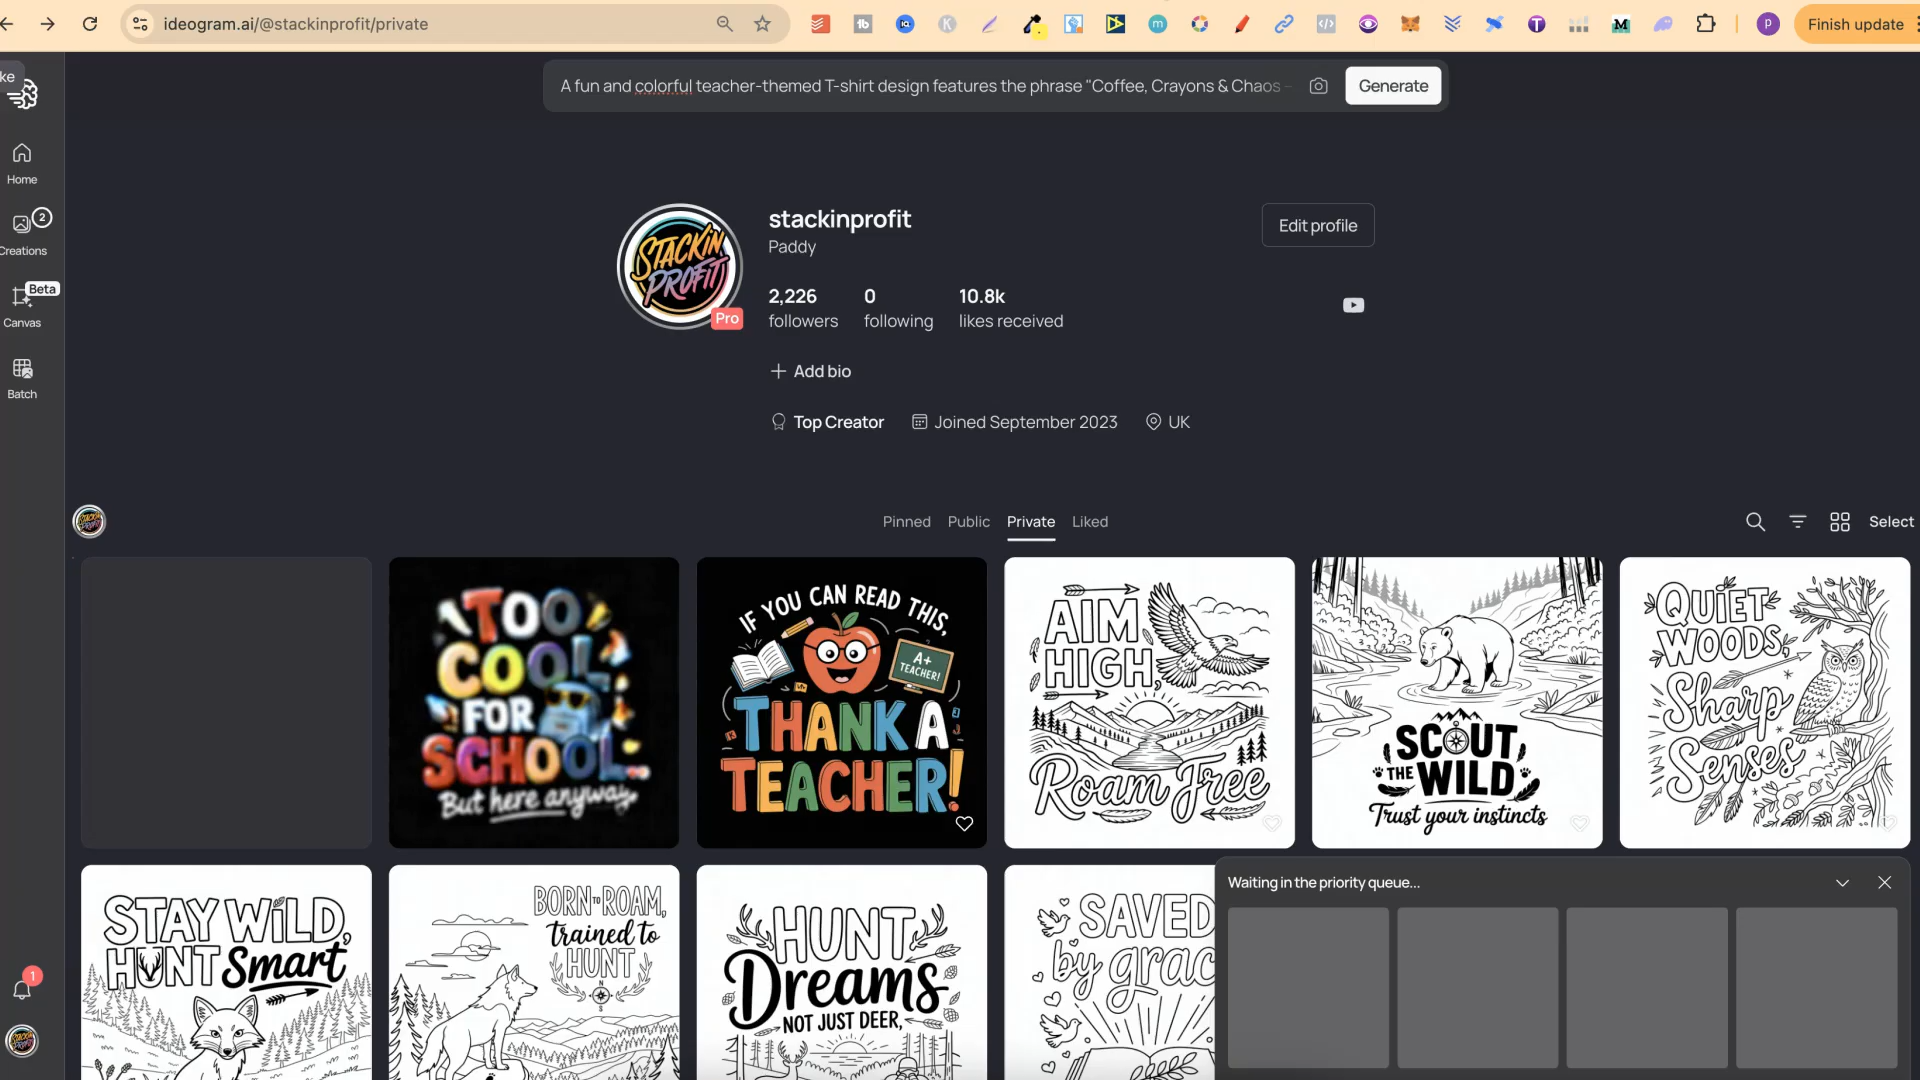 ideogram.ai/@stackinprofit/private
Finish update
ke
A fun and colorful teacher-themed T-shirt design features the phrase "Coffee, Crayons & Chaos –
Generate
Home
2
Creations
Beta
Canvas
Batch
STACKIN
PROFIT
Pro
stackinprofit
Paddy
Edit profile
2,226
0
10.8k
followers
following
likes received
Add bio
Top Creator
Joined September 2023
UK
Pinned
Public
Private
Liked
Select
TOO
COOL
FOR
SCHOOL...
But here anyway.
IF YOU CAN READ THIS,
A+
TEACHER!
THANK A
TEACHER!
AIM
HIGH,
Roam Free
SCOUT
THE WILD
Trust your instincts
QUIET
WOODS,
Sharp
Senses
STAY WILD,
HUNT Smart
BORN TO ROAM,
trained to
HUNT
N
S
HUNT
Dreams
NOT JUST DEER,
SAVED
by grac
Waiting in the priority queue...
1